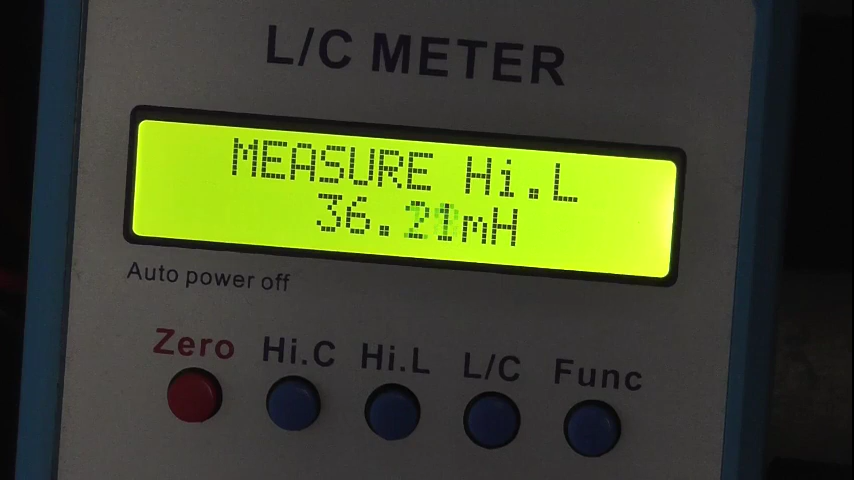 L/C METER
MEASURE Hi.L
36.21mH
Auto power off
Zero Hi.C Hi.L L/C Func